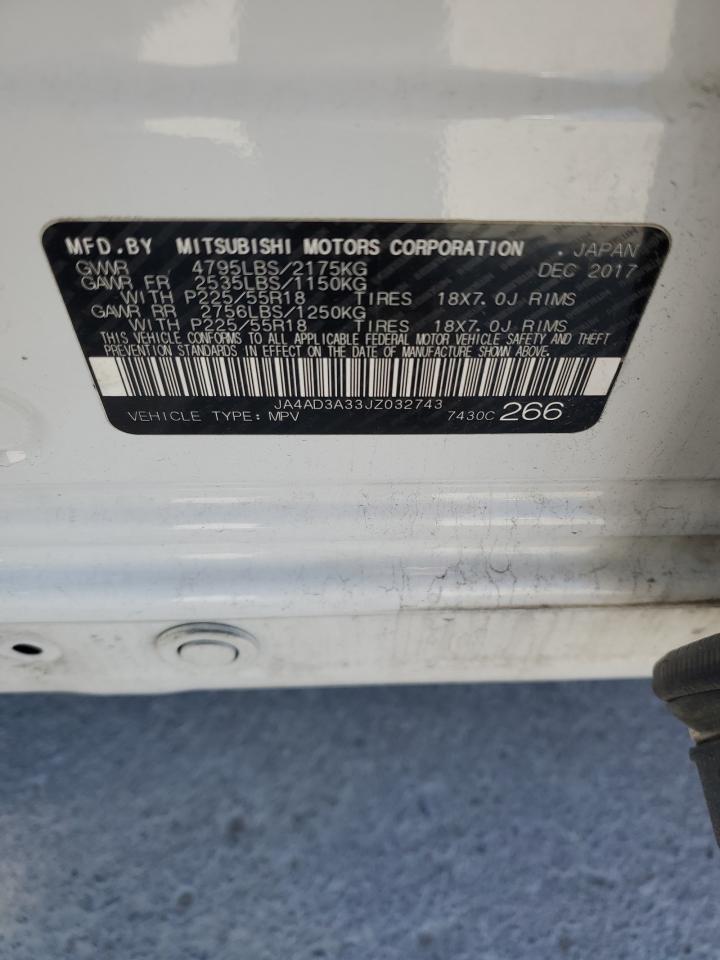 MFD.BY MITSUBISHI MOTORS CORPORATION JAPAN
GVWR 4795LBS/2175KG DEC 2017
GAWR FR 2535LBS/1150KG
WITH P225/55R18 TIRES 18X7.0J RIMS
GAWR RR 2756LBS/1250KG
WITH P225/55R18 TIRES 18X7.0J RIMS
THIS VEHICLE CONFORMS TO ALL APPLICABLE FEDERAL MOTOR VEHICLE SAFETY AND THEFT
PREVENTION STANDARDS IN EFFECT ON THE DATE OF MANUFACTURE SHOWN ABOVE.
JA4AD3A33JZ032743
VEHICLE TYPE: MPV 7430C 266